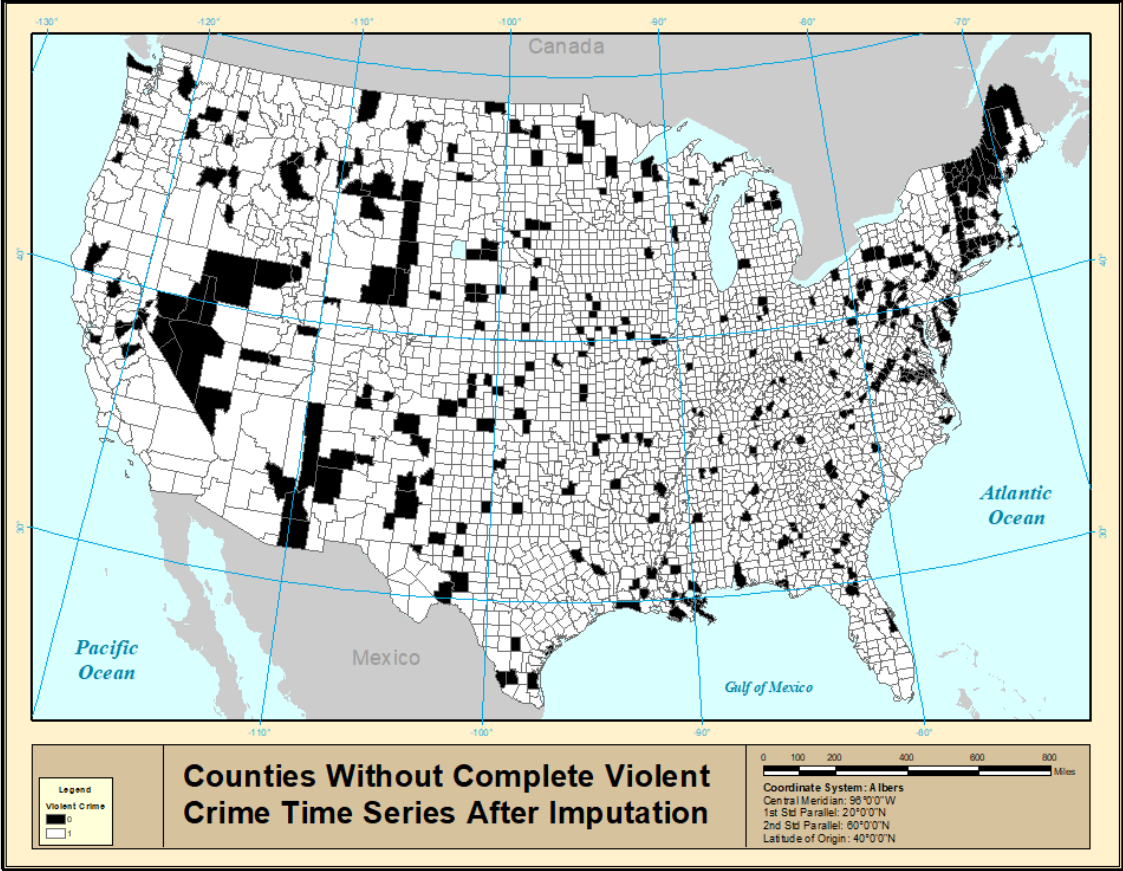 -130°
-120°
-110°
-100°
-90°
-80°
-70°
Canada
40°
40°
30°
30°
Atlantic
Ocean
Pacific
Ocean
Mexico
Gulf of Mexico
-110°
-100°
-90°
-80°
Legend
Violent Crime
0
1
Counties Without Complete Violent
Crime Time Series After Imputation
0 100 200 400 600 800
Miles
Coordinate System: Albers
Central Meridian: 96°0'0"W
1st Std Parallel: 20°0'0"N
2nd Std Parallel: 60°0'0"N
Latitude of Origin: 40°0'0"N